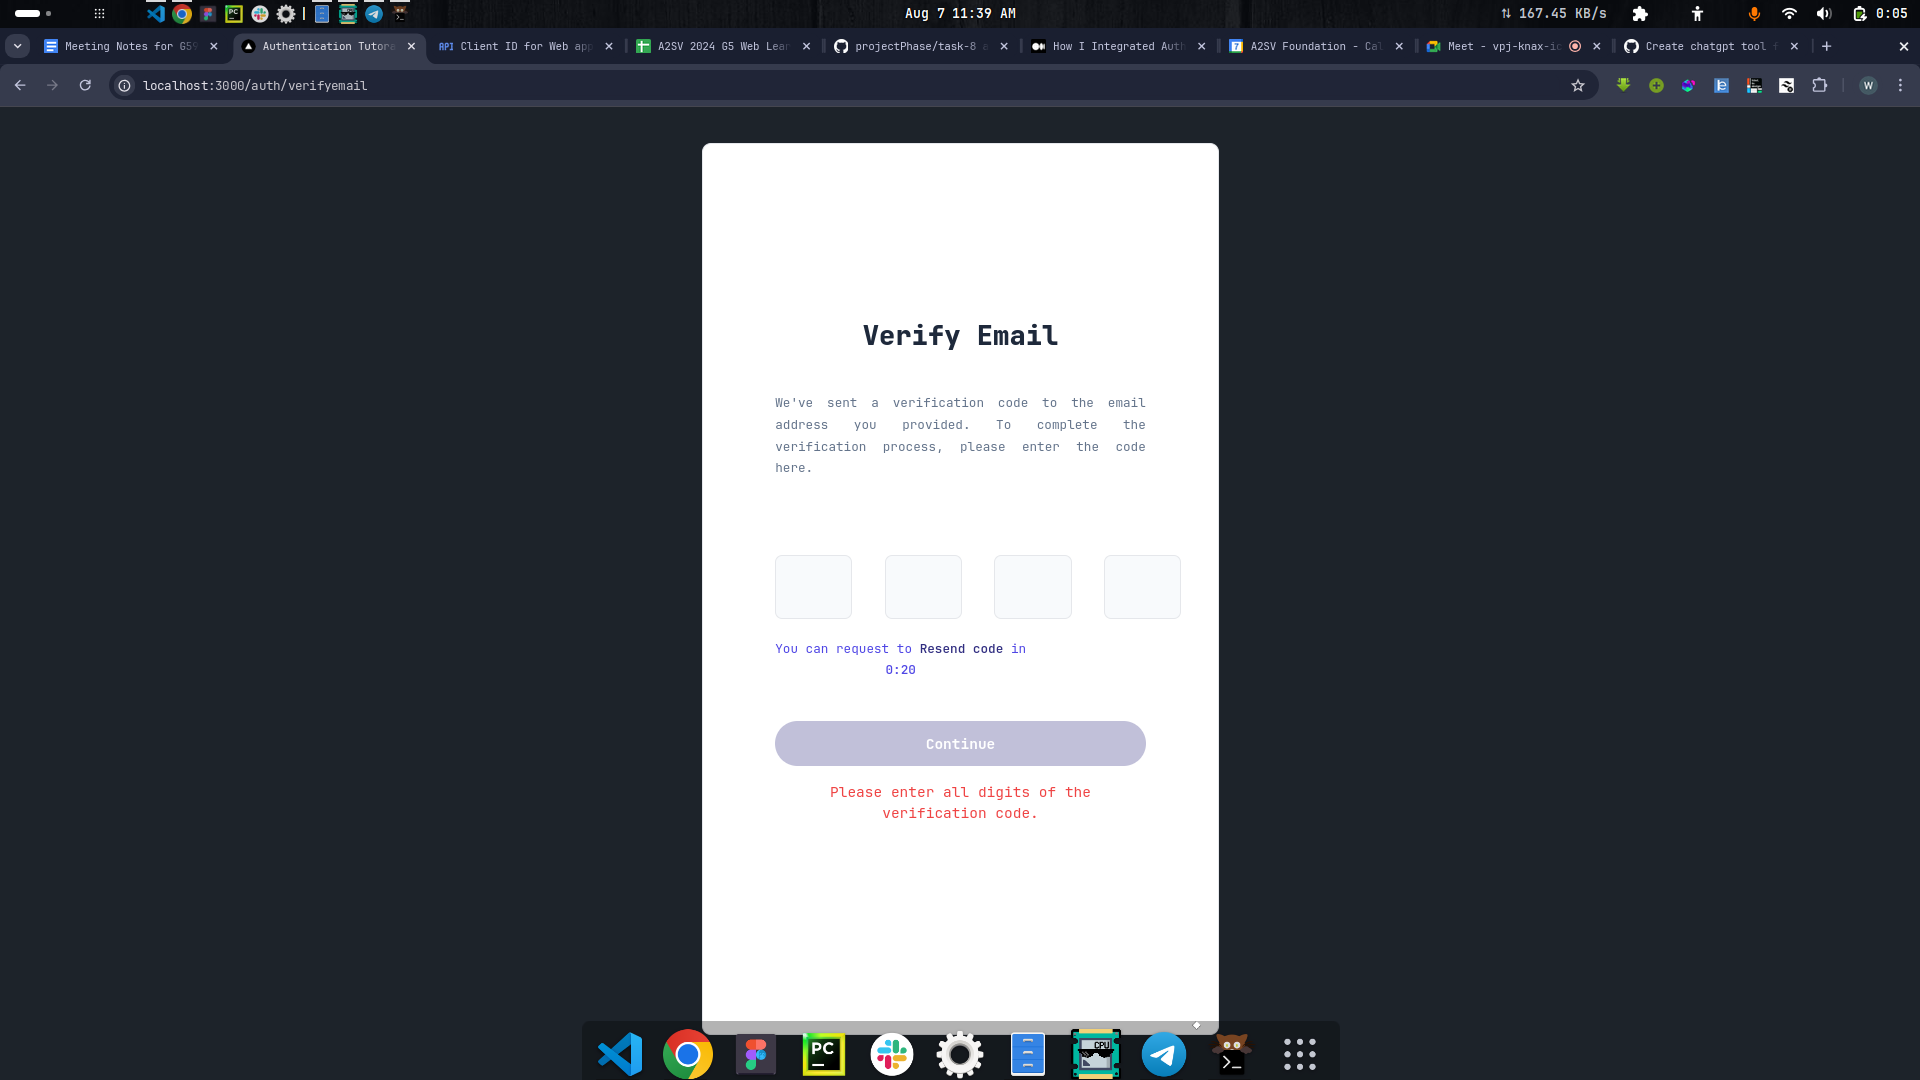 Aug 7 11:39 AM
167.45 KB/s
0:05
Meeting Notes for G59
Authentication Tutora
API Client ID for Web app
A2SV 2024 G5 Web Lear
projectPhase/task-8 a
How I Integrated Auth
7 A2SV Foundation - Cal
Meet - vpj-knax-ic
Create chatgpt tool f
localhost:3000/auth/verifyemail
W
Verify Email
We've sent a verification code to the email
address you provided. To complete the
verification process, please enter the code
here.
You can request to Resend code in
0:20
Continue
Please enter all digits of the
verification code.
PC
CPU